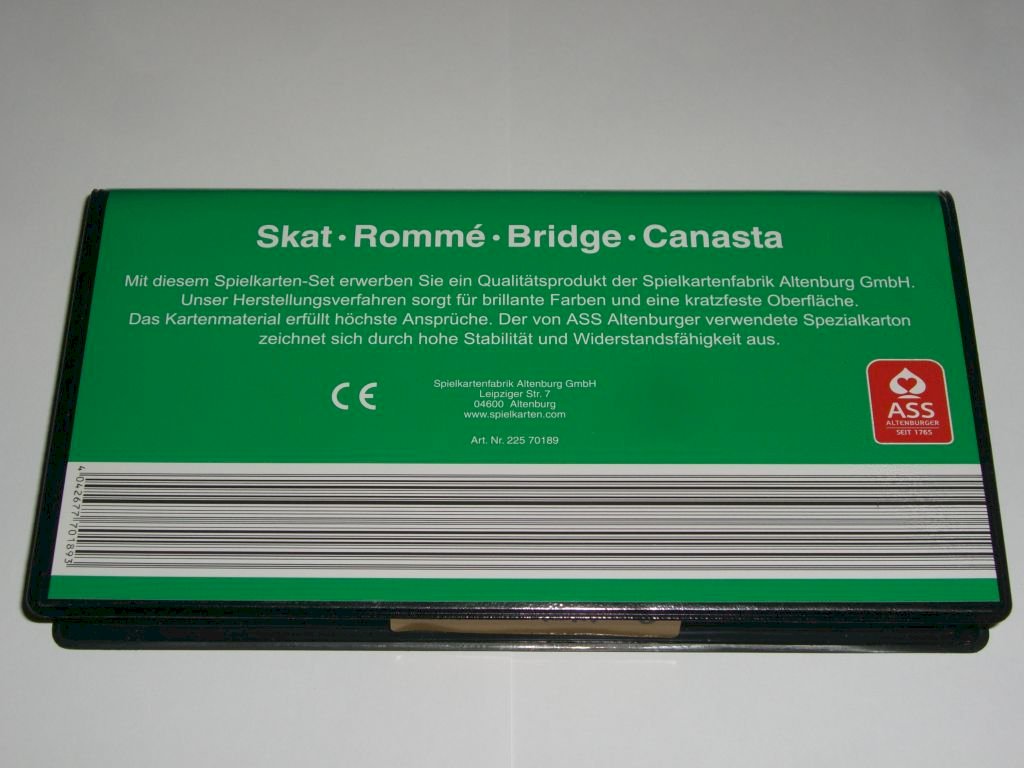 Skat · Rommé · Bridge · Canasta
Mit diesem Spielkarten-Set erwerben Sie ein Qualitätsprodukt der Spielkartenfabrik Altenburg GmbH.
Unser Herstellungsverfahren sorgt für brillante Farben und eine kratzfeste Oberfläche.
Das Kartenmaterial erfüllt höchste Ansprüche. Der von ASS Altenburger verwendete Spezialkarton
zeichnet sich durch hohe Stabilität und Widerstandsfähigkeit aus.
CE
Spielkartenfabrik Altenburg GmbH
Leipziger Str. 7
04600 Altenburg
www.spielkarten.com
Art. Nr. 225 70189
ASS
ALTENBURGER
SEIT 1765
4 042677 701893